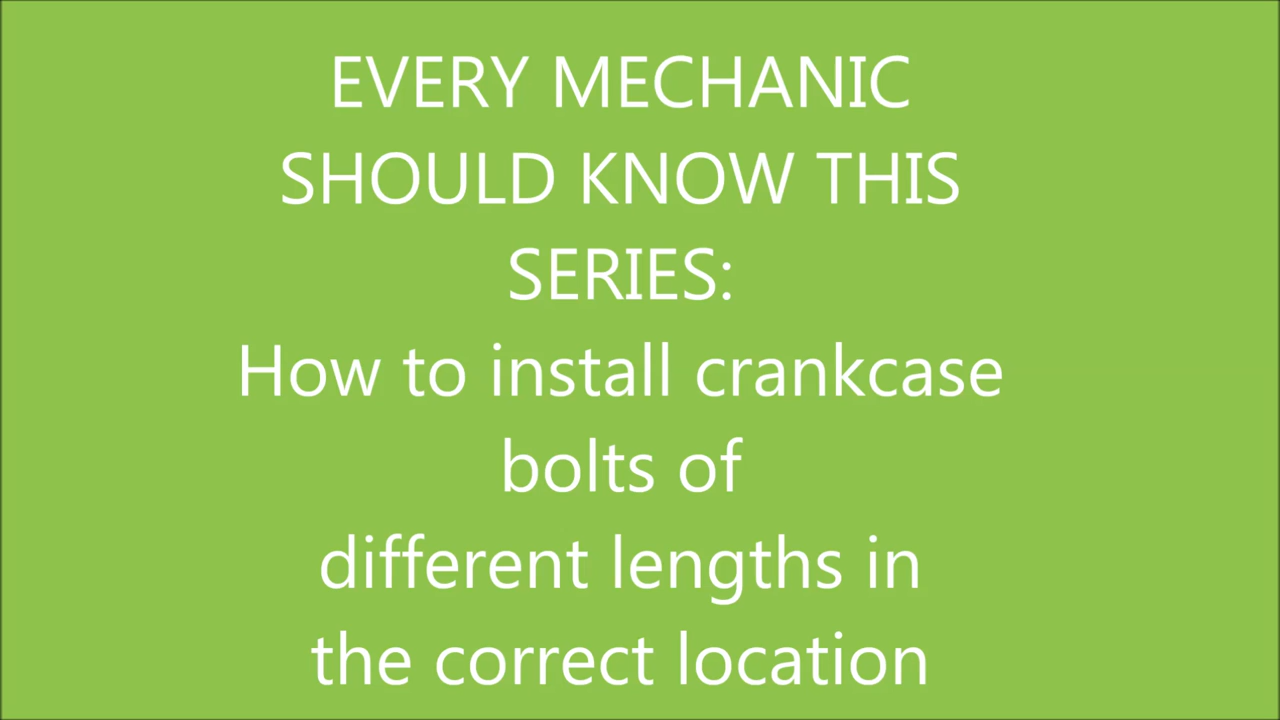 EVERY MECHANIC
SHOULD KNOW THIS
SERIES:
How to install crankcase
bolts of
different lengths in
the correct location